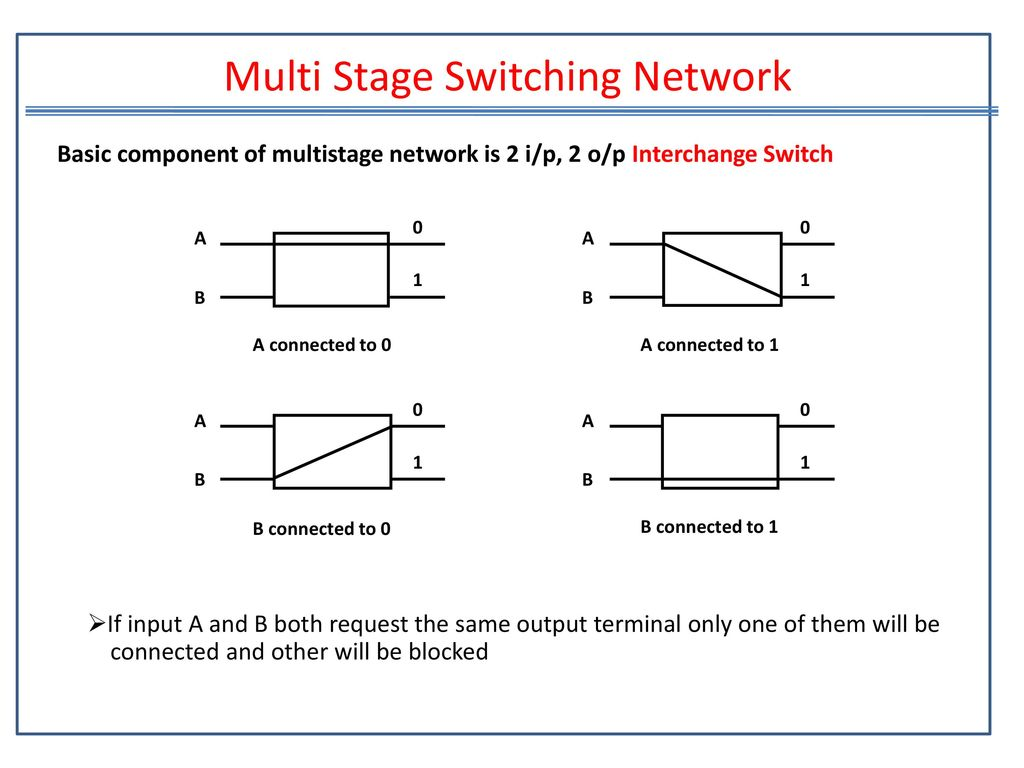 Multi Stage Switching Network
Basic component of multistage network is 2 i/p, 2 o/p Interchange Switch
A
0
B
1
A connected to 0
A
0
B
1
A connected to 1
A
0
B
1
B connected to 0
A
0
B
1
B connected to 1
➢If input A and B both request the same output terminal only one of them will be
connected and other will be blocked